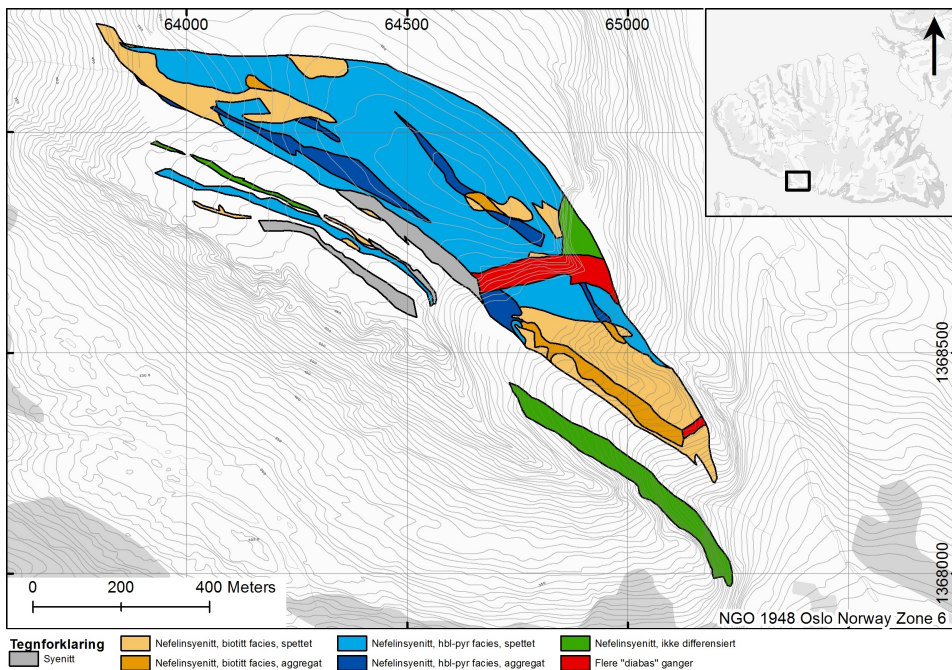 64000 64500 65000
1368500
1368000
0 200 400 Meters
NGO 1948 Oslo Norway Zone 6
Tegnforklaring
Syenitt
Nefelinsyenitt, biotitt facies, spettet
Nefelinsyenitt, biotitt facies, aggregat
Nefelinsyenitt, hbl-pyr facies, spettet
Nefelinsyenitt, hbl-pyr facies, aggregat
Nefelinsyenitt, ikke differensiert
Flere "diabas" ganger